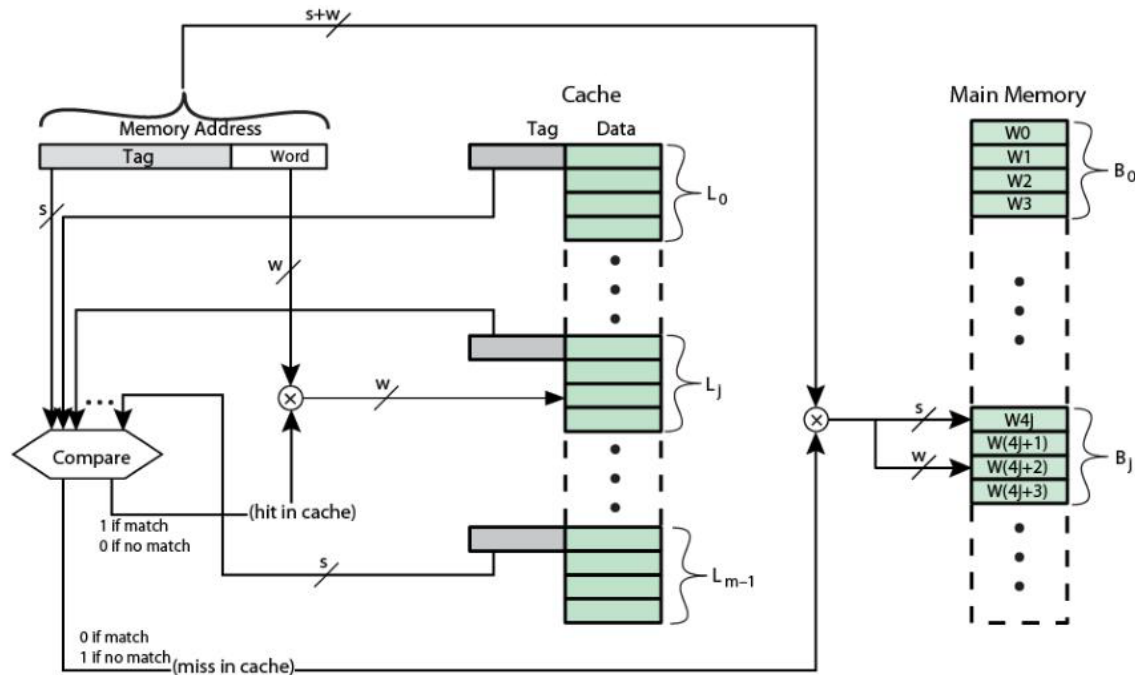 s+w
Cache
Main Memory
Memory Address
Tag Data
Tag Word
W0
W1
W2
W3
B0
L0
s
w
Lj
w
s
W4j
W(4j+1)
w
W(4j+2)
W(4j+3)
Bj
Compare
(hit in cache)
1 if match
0 if no match
s
Lm–1
0 if match
1 if no match
(miss in cache)